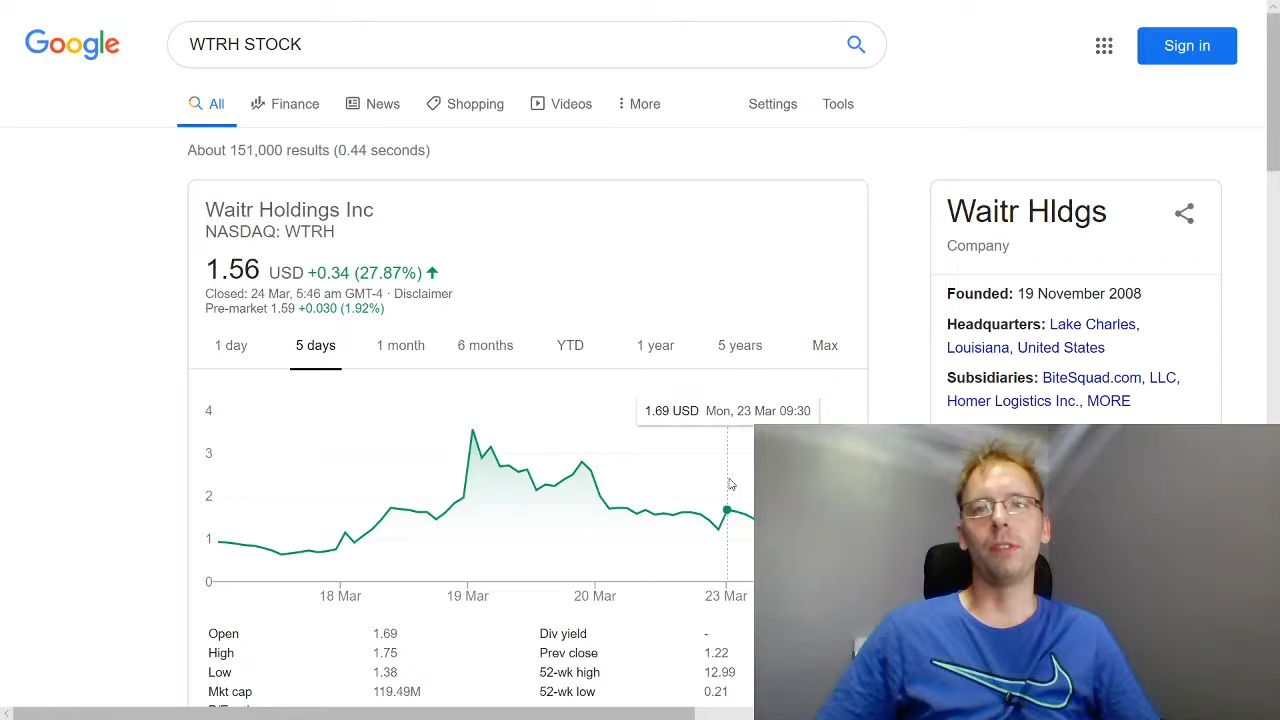 Google
WTRH STOCK
Sign in
All Finance News Shopping Videos More Settings Tools
About 151,000 results (0.44 seconds)
Waitr Holdings Inc
NASDAQ: WTRH
1.56 USD +0.34 (27.87%)
Closed: 24 Mar, 5:46 am GMT-4 · Disclaimer
Pre-market 1.59 +0.030 (1.92%)
1 day 5 days 1 month 6 months YTD 1 year 5 years Max
1.69 USD Mon, 23 Mar 09:30
4
3
2
1
0
18 Mar 19 Mar 20 Mar 23 Mar
Open 1.69 Div yield -
High 1.75 Prev close 1.22
Low 1.38 52-wk high 12.99
Mkt cap 119.49M 52-wk low 0.21
Waitr Hldgs
Company
Founded: 19 November 2008
Headquarters: Lake Charles,
Louisiana, United States
Subsidiaries: BiteSquad.com, LLC,
Homer Logistics Inc., MORE